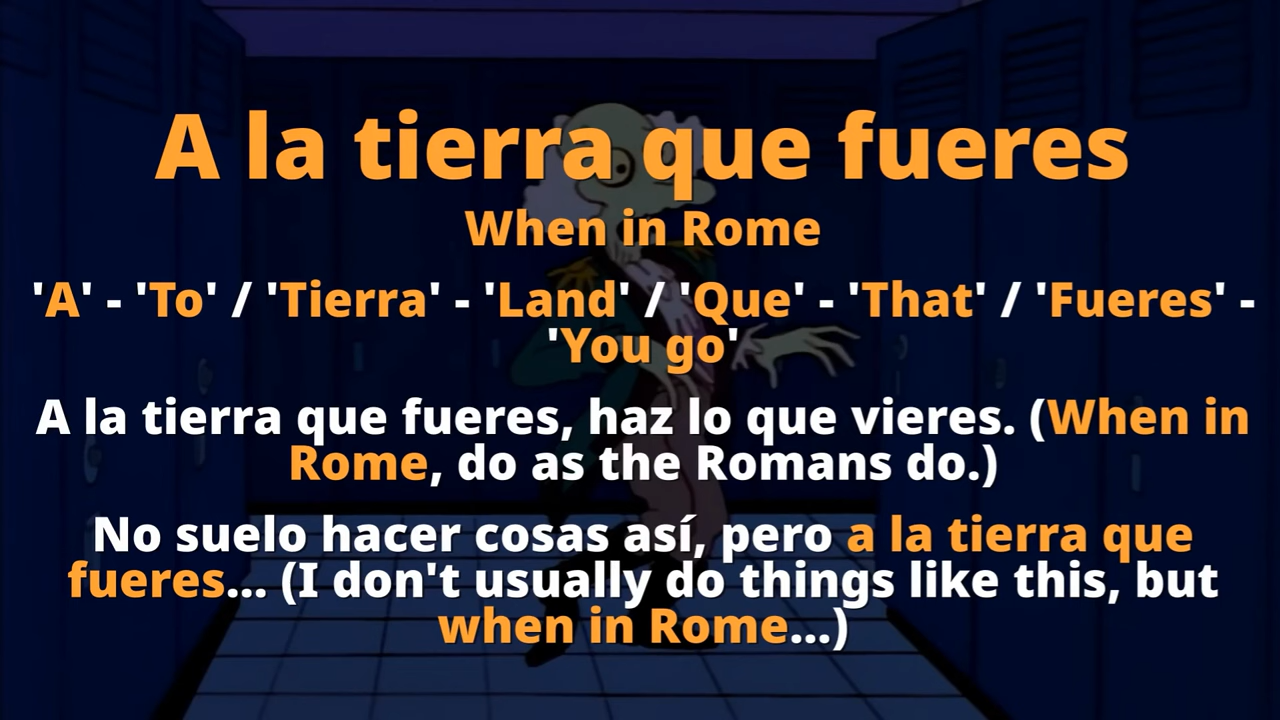 A la tierra que fueres
When in Rome
'A' - 'To' / 'Tierra' - 'Land' / 'Que' - 'That' / 'Fueres' -
'You go'
A la tierra que fueres, haz lo que vieres. (When in
Rome, do as the Romans do.)
No suelo hacer cosas así, pero a la tierra que
fueres... (I don't usually do things like this, but
when in Rome...)